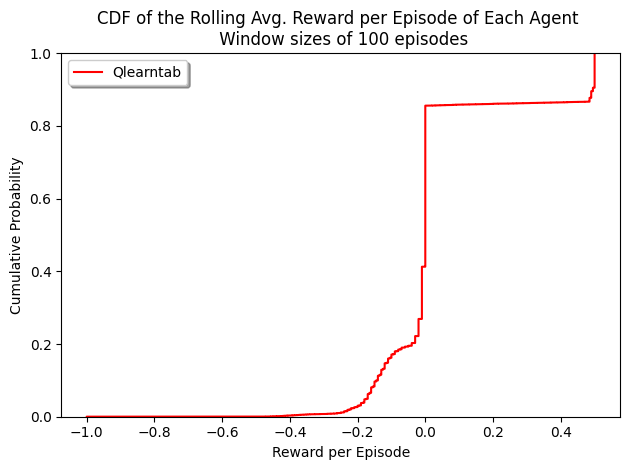 CDF of the Rolling Avg. Reward per Episode of Each Agent
Window sizes of 100 episodes
Qlearntab
Cumulative Probability
1.0
0.8
0.6
0.4
0.2
0.0
−1.0 −0.8 −0.6 −0.4 −0.2 0.0 0.2 0.4
Reward per Episode